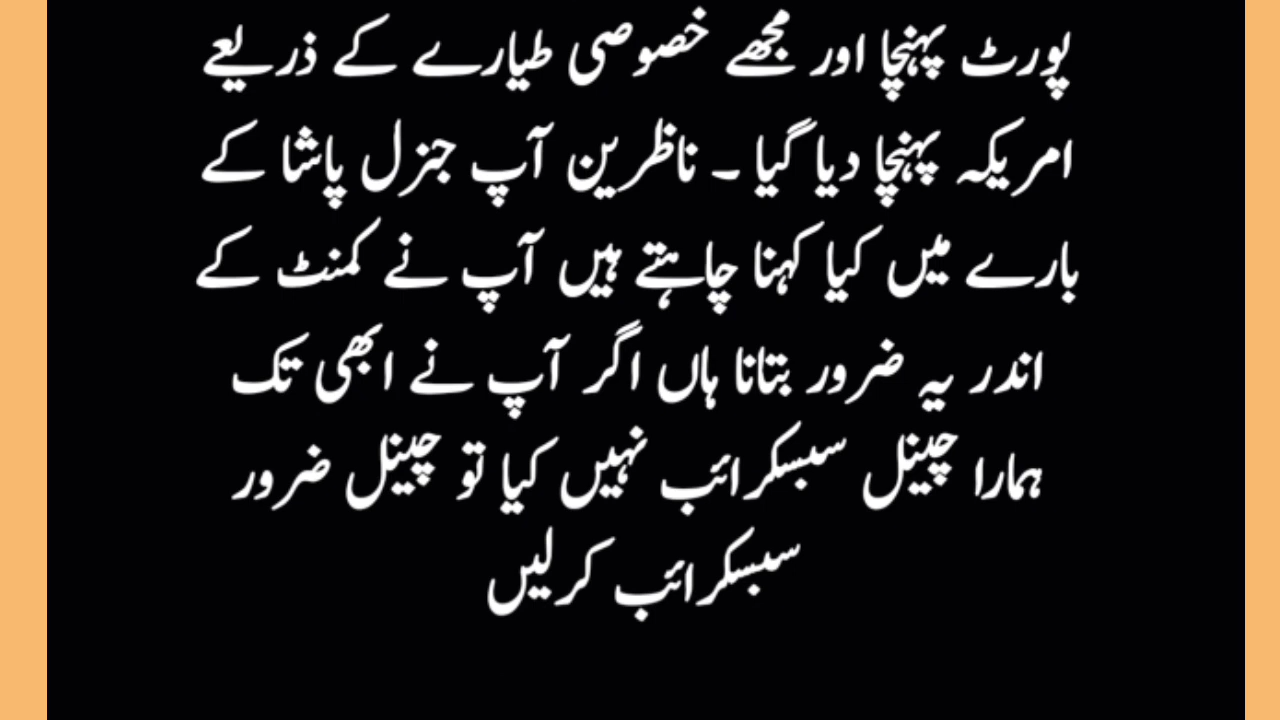 پورٹ پہنچا اور مجھے خصوصی طیارے کے ذریعے
امریکہ پہنچا دیا گیا ۔ ناظرین آپ جنرل پاشا کے
بارے میں کیا کہنا چاہتے ہیں آپ نے کمنٹ کے
اندر یہ ضرور بتانا ہاں اگر آپ نے ابھی تک
ہمارا چینل سبسکرائب نہیں کیا تو چینل ضرور
سبسکرائب کرلیں